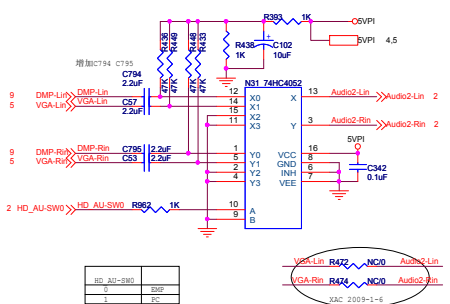 R393 1K
5VPI
5VPI 4,5
R436
R449
R448
R433
R438
1K
C102
10uF
增加C794 C795
47K
47K
47K
47K
C794
2.2uF
N31 74HC4052
9 DMP-Lin DMP-Lin
5 VGA-Lin VGA-Lin
C57
2.2uF
12 X0
14 X1
15 X2
11 X3
X 13 Audio2-Lin Audio2-Lin 2
Y 3 Audio2-Rin Audio2-Rin 2
9 DMP-Rin DMP-Rin C795 2.2uF
5 VGA-Rin VGA-Rin C53 2.2uF
1 Y0
5 Y1
2 Y2
4 Y3
5VPI
VCC 16
GND 8
INH 6
VEE 7
C342
0.1uF
2 HD_AU-SW0 HD_AU-SW0 R962 1K
10 A
9 B
HD_AU-SW0
0 EMP
1 PC
VGA-Lin R472 NC/0 Audio2-Lin
VGA-Rin R474 NC/0 Audio2-Rin
XAC 2009-1-6